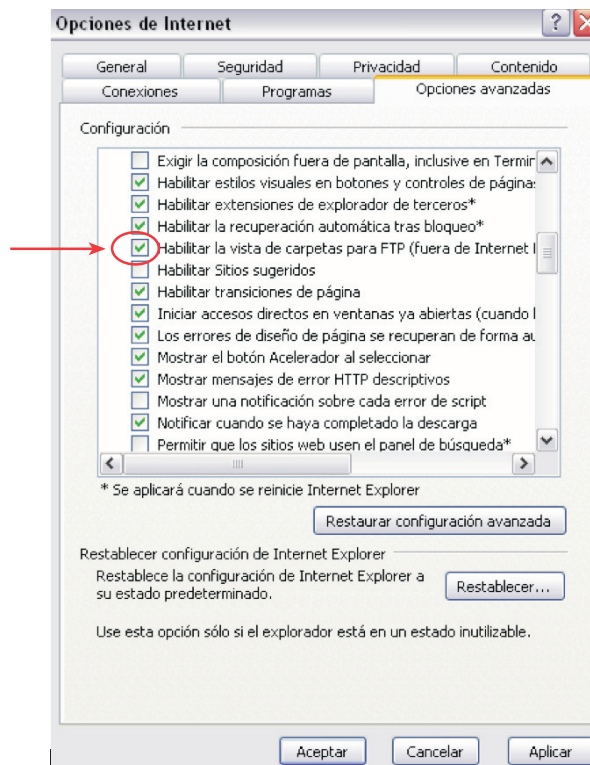 Opciones de Internet
General Seguridad Privacidad Contenido
Conexiones Programas Opciones avanzadas
Configuración
Exigir la composición fuera de pantalla, inclusive en Termin
Habilitar estilos visuales en botones y controles de página
Habilitar extensiones de explorador de terceros*
Habilitar la recuperación automática tras bloqueo*
Habilitar la vista de carpetas para FTP (fuera de Internet
Habilitar Sitios sugeridos
Habilitar transiciones de página
Iniciar accesos directos en ventanas ya abiertas (cuando
Los errores de diseño de página se recuperan de forma au
Mostrar el botón Acelerador al seleccionar
Mostrar mensajes de error HTTP descriptivos
Mostrar una notificación sobre cada error de script
Notificar cuando se haya completado la descarga
Permitir que los sitios web usen el panel de búsqueda*
* Se aplicará cuando se reinicie Internet Explorer
Restaurar configuración avanzada
Restablecer configuración de Internet Explorer
Restablece la configuración de Internet Explorer a
su estado predeterminado.
Restablecer...
Use esta opción sólo si el explorador está en un estado inutilizable.
Aceptar Cancelar Aplicar